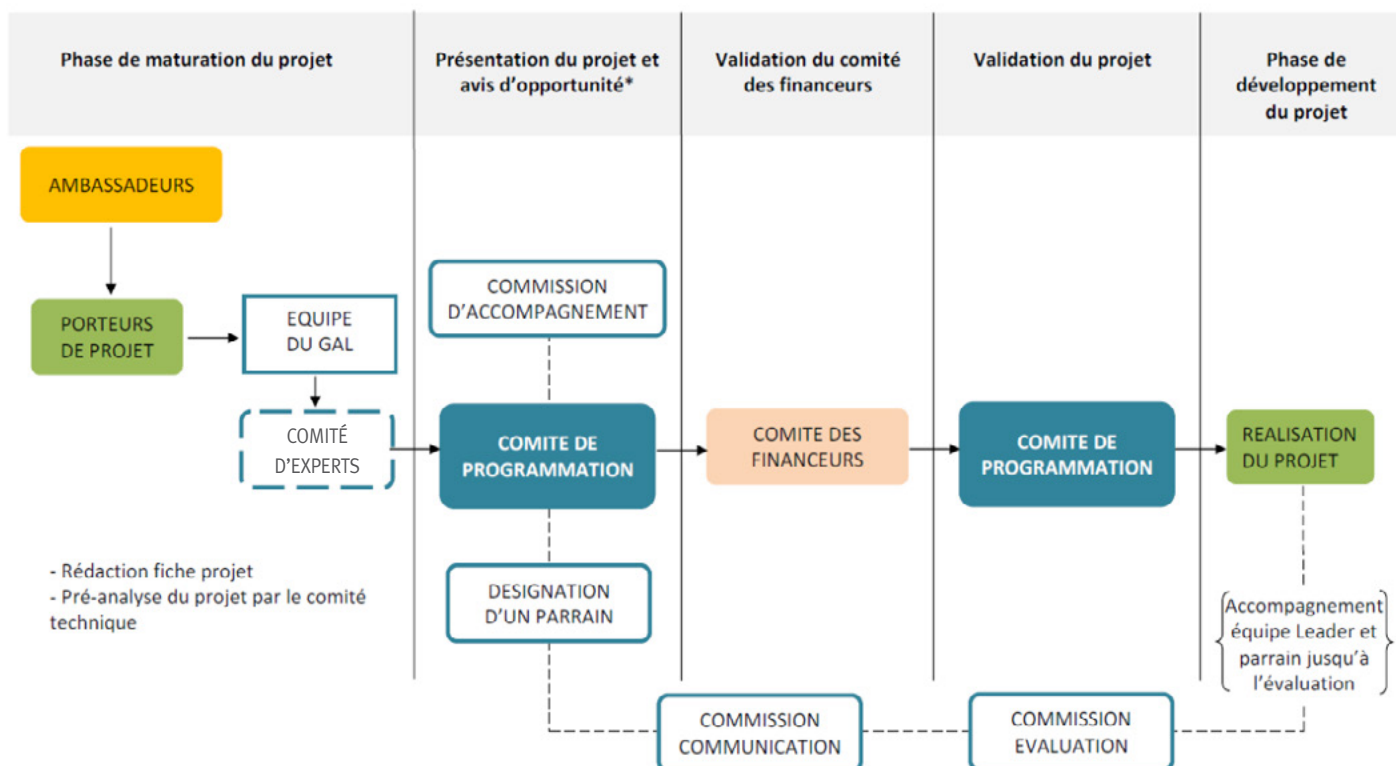 Phase de maturation du projet
Présentation du projet et
avis d’opportunité*
Validation du comité
des financeurs
Validation du projet
Phase de
développement
du projet
AMBASSADEURS
PORTEURS
DE PROJET
EQUIPE
DU GAL
COMITÉ
D’EXPERTS
- Rédaction fiche projet
- Pré-analyse du projet par le comité
technique
COMMISSION
D’ACCOMPAGNEMENT
COMITE DE
PROGRAMMATION
DESIGNATION
D’UN PARRAIN
COMITE DES
FINANCEURS
COMITE DE
PROGRAMMATION
REALISATION
DU PROJET
Accompagnement
équipe Leader et
parrain jusqu’à
l’évaluation
COMMISSION
COMMUNICATION
COMMISSION
EVALUATION